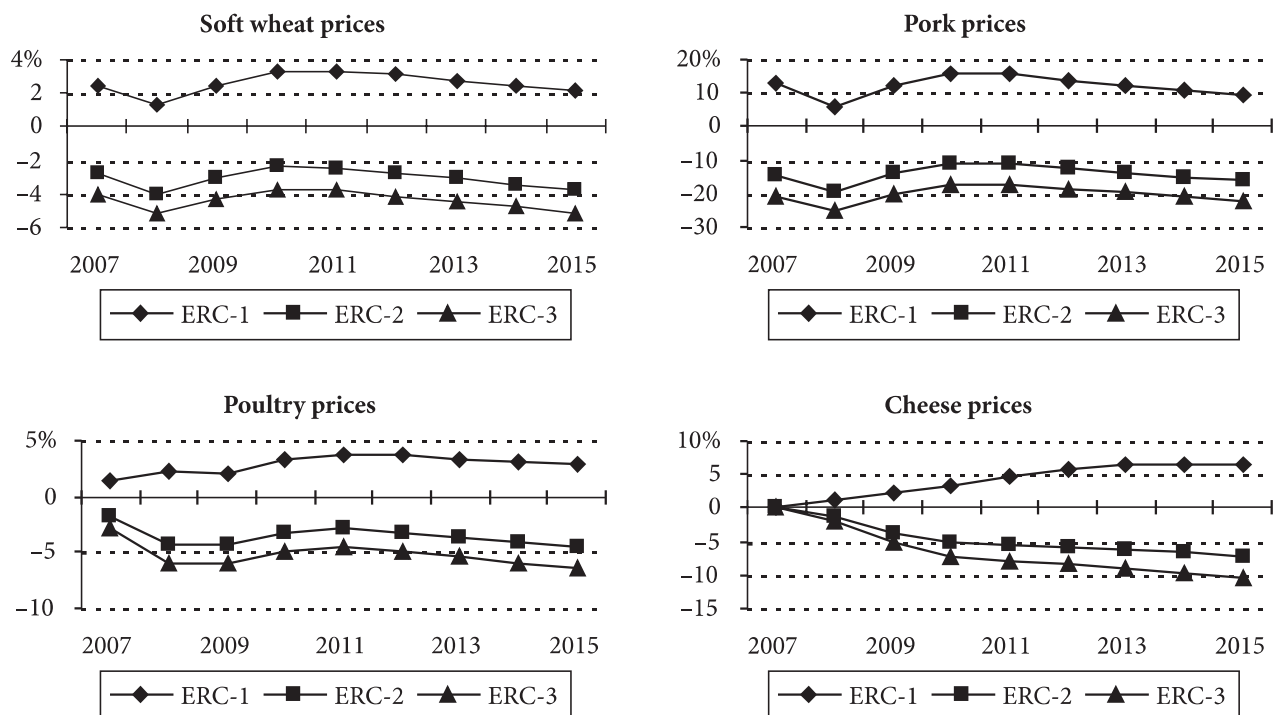 Soft wheat prices
4%
2
0
–2
–4
–6
2007 2009 2011 2013 2015
ERC-1 ERC-2 ERC-3
Pork prices
20%
10
0
–10
–20
–30
2007 2009 2011 2013 2015
ERC-1 ERC-2 ERC-3
Poultry prices
5%
0
–5
–10
2007 2009 2011 2013 2015
ERC-1 ERC-2 ERC-3
Cheese prices
10%
5
0
–5
–10
–15
2007 2009 2011 2013 2015
ERC-1 ERC-2 ERC-3